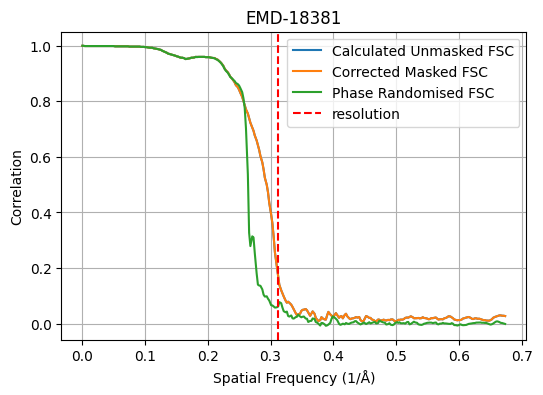 EMD-18381
Calculated Unmasked FSC
Corrected Masked FSC
Phase Randomised FSC
resolution
Correlation
1.0
0.8
0.6
0.4
0.2
0.0
0.0 0.1 0.2 0.3 0.4 0.5 0.6 0.7
Spatial Frequency (1/Å)